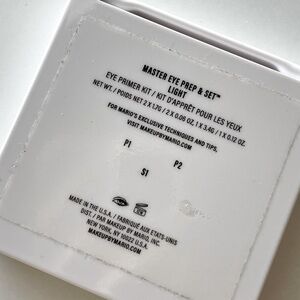 MASTER EYE PREP & SET™
LIGHT
EYE PRIMER KIT / KIT D'APPRÊT POUR LES YEUX
NET WT. / POIDS NET 2 X 1.7G / 2 X 0.06 OZ, 1 X 3.4G / 1 X 0.12 OZ.
FOR MARIO'S EXCLUSIVE TECHNIQUES AND TIPS,
VISIT MAKEUPBYMARIO.COM
P1 P2
S1
MADE IN THE U.S.A. / FABRIQUÉ AUX ÉTATS-UNIS
DIST. / PAR MAKEUP BY MARIO, INC.
NEW YORK, NY 10022 U.S.A.
MAKEUPBYMARIO.COM